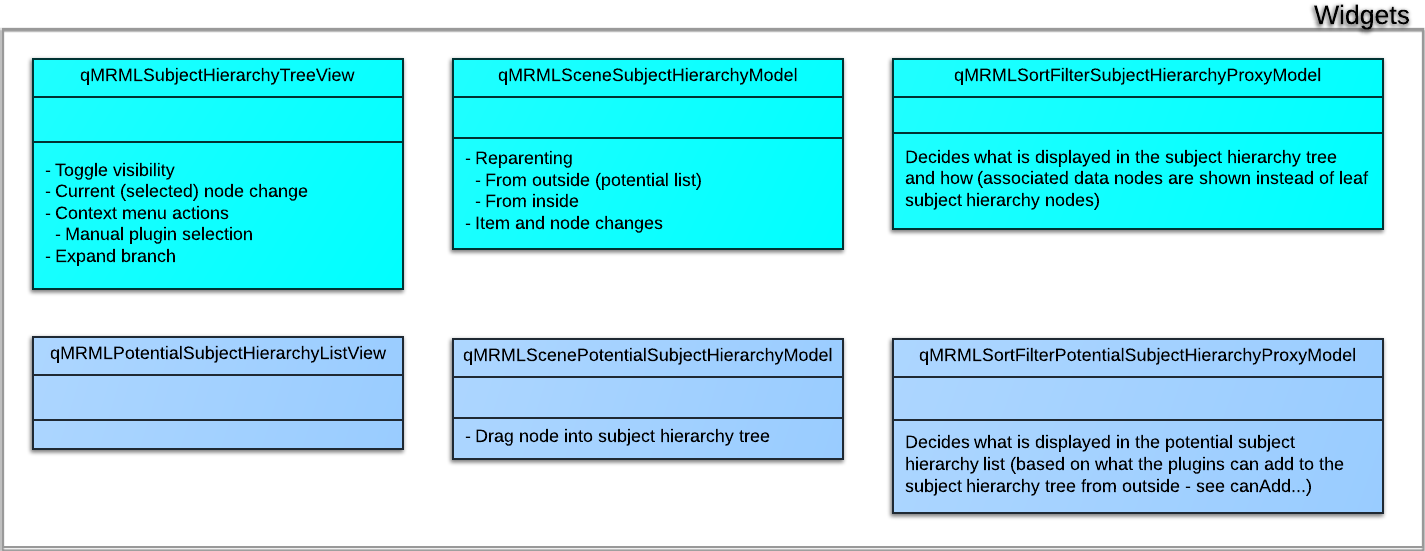 Widgets
qMRMLSubjectHierarchyTreeView
- Toggle visibility
- Current (selected) node change
- Context menu actions
- Manual plugin selection
- Expand branch
qMRMLSceneSubjectHierarchyModel
- Reparenting
- From outside (potential list)
- From inside
- Item and node changes
qMRMLSortFilterSubjectHierarchyProxyModel
Decides what is displayed in the subject hierarchy tree
and how (associated data nodes are shown instead of leaf
subject hierarchy nodes)
qMRMLPotentialSubjectHierarchyListView
qMRMLScenePotentialSubjectHierarchyModel
- Drag node into subject hierarchy tree
qMRMLSortFilterPotentialSubjectHierarchyProxyModel
Decides what is displayed in the potential subject
hierarchy list (based on what the plugins can add to the
subject hierarchy tree from outside - see canAdd...)